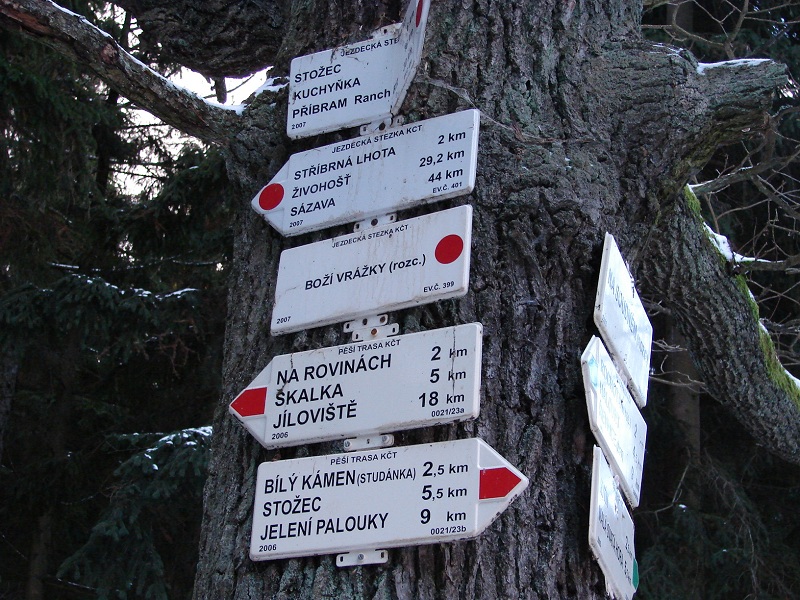 JEZDECKÁ STEZKA
STOŽEC
KUCHYŇKA
PŘÍBRAM Ranch
2007
JEZDECKÁ STEZKA KČT
STŘÍBRNÁ LHOTA 2 km
ŽIVOHOŠŤ 29,2 km
SÁZAVA 44 km
EV.Č. 401
2007
JEZDECKÁ STEZKA KČT
BOŽÍ VRÁŽKY (rozc.)
EV.Č. 399
2007
PĚŠÍ TRASA KČT
NA ROVINÁCH 2 km
ŠKALKA 5 km
JÍLOVIŠTĚ 18 km
2006 0021/23a
PĚŠÍ TRASA KČT
BÍLÝ KÁMEN (STUDÁNKA) 2,5 km
STOŽEC 5,5 km
JELENÍ PALOUKY 9 km
2006 0021/23b